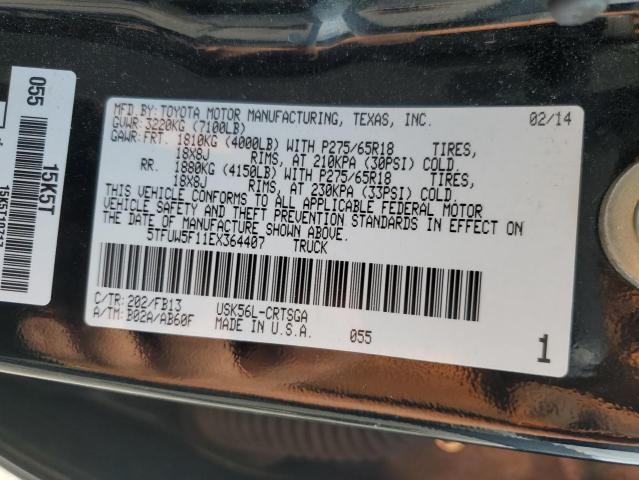 MFD BY: TOYOTA MOTOR MANUFACTURING, TEXAS, INC. 02/14
GVWR: 3220KG (7100LB)
GAWR: FRT. 1810KG (4000LB) WITH P275/65R18 TIRES,
18X8J RIMS, AT 210KPA (30PSI) COLD.
RR. 1880KG (4150LB) WITH P275/65R18 TIRES,
18X8J RIMS, AT 230KPA (33PSI) COLD.
THIS VEHICLE CONFORMS TO ALL APPLICABLE FEDERAL MOTOR
VEHICLE SAFETY AND THEFT PREVENTION STANDARDS IN EFFECT ON
THE DATE OF MANUFACTURE SHOWN ABOVE.
5TFUW5F11EX364407 TRUCK
C/TR: 202/FB13 USK56L-CRTSGA
A/TM: B02A/AB60F MADE IN U.S.A. 055
1
055
15K5T